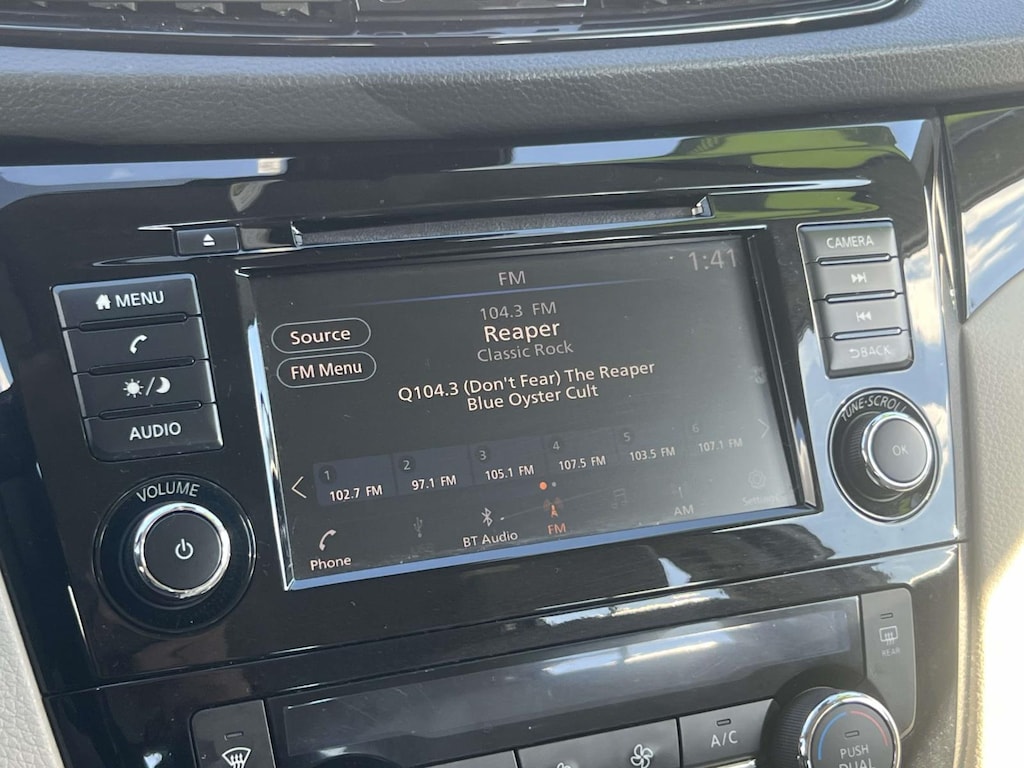 FM
1:41
104.3 FM
Reaper
Classic Rock
Source
FM Menu
Q104.3 (Don't Fear) The Reaper
Blue Oyster Cult
1 102.7 FM
2 97.1 FM
3 105.1 FM
4 107.5 FM
5 103.5 FM
6 107.1 FM
Phone
BT Audio
FM
AM
Settings
MENU
AUDIO
VOLUME
CAMERA
BACK
TUNE·SCROLL
OK
REAR
A/C
PUSH
DUAL